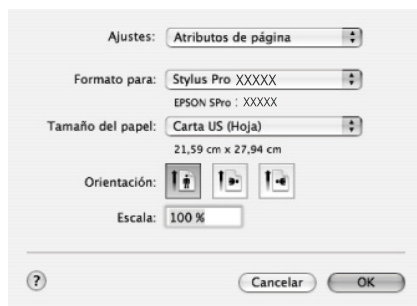 Ajustes: Atributos de página
Formato para: Stylus Pro XXXXX
EPSON SPro : XXXXX
Tamaño del papel: Carta US (Hoja)
21,59 cm x 27,94 cm
Orientación:
Escala: 100 %
? Cancelar OK